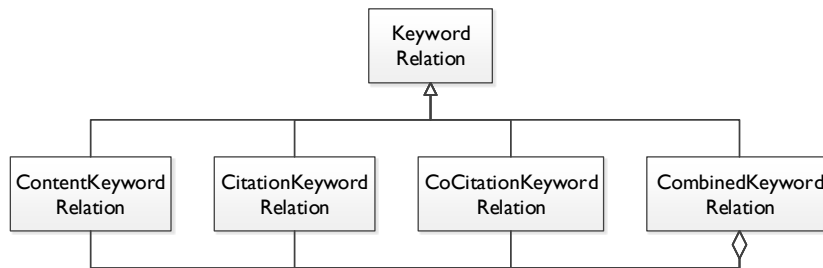 Keyword
Relation
ContentKeyword
Relation
CitationKeyword
Relation
CoCitationKeyword
Relation
CombinedKeyword
Relation